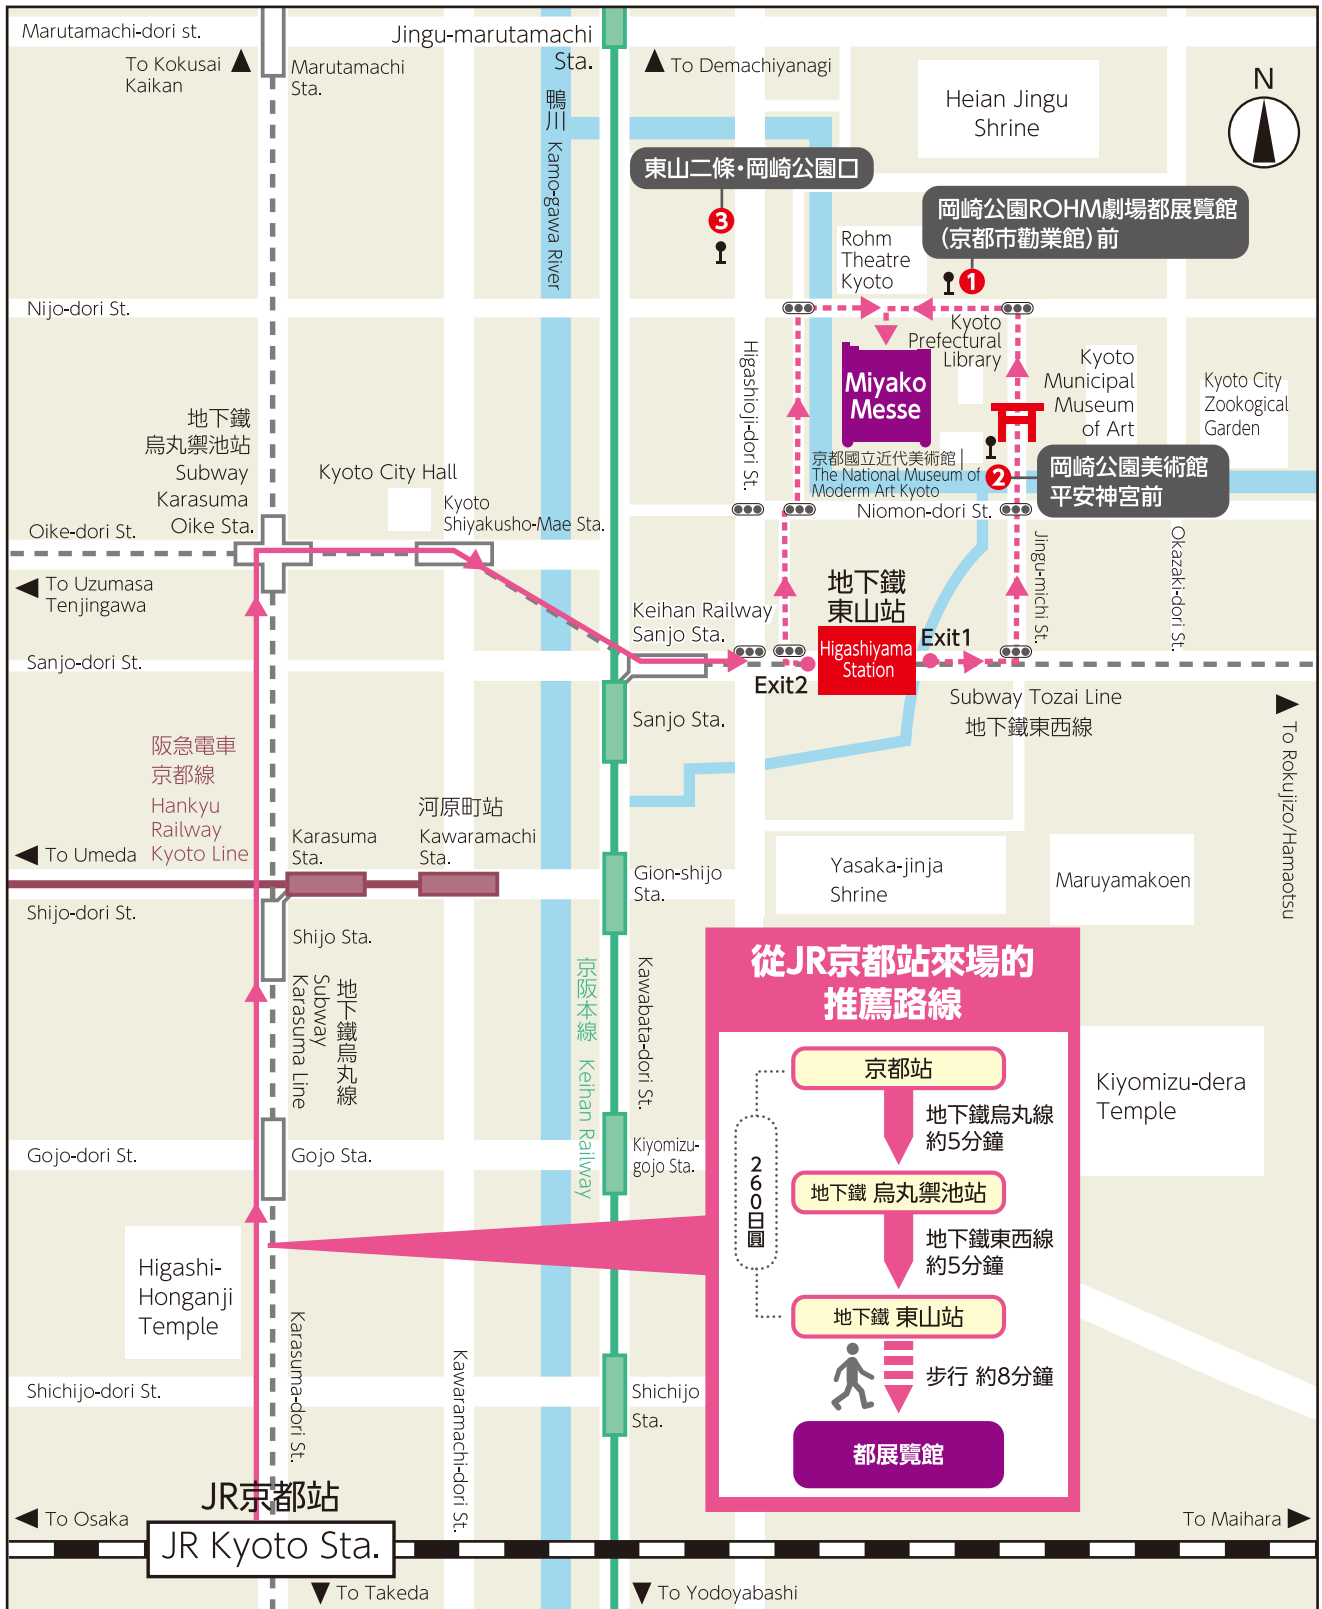 Marutamachi-dori st.
To Kokusai
Kaikan
Marutamachi
Sta.
Jingu-marutamachi
Sta.
To Demachiyanagi
鴨川 Kamo-gawa River
Heian Jingu
Shrine
N
東山二條・岡崎公園口
3
岡崎公園ROHM劇場都展覽館
(京都市勸業館)前
1
Rohm
Theatre
Kyoto
Nijo-dori St.
Kyoto
Prefectural
Library
Miyako
Messe
Higashioji-dori St.
Kyoto
Municipal
Museum
of Art
Kyoto City
Zookogical
Garden
京都國立近代美術館
The National Museum of
Moderm Art Kyoto
2
岡崎公園美術館
平安神宮前
Niomon-dori St.
Jingu-michi St.
Okazaki-dori St.
地下鐵
烏丸禦池站
Subway
Karasuma
Oike Sta.
Kyoto City Hall
Kyoto
Shiyakusho-Mae Sta.
Oike-dori St.
To Uzumasa
Tenjingawa
Keihan Railway
Sanjo Sta.
地下鐵
東山站
Higashiyama
Station
Exit1
Exit2
Sanjo-dori St.
Subway Tozai Line
地下鐵東西線
Sanjo Sta.
To Rokujizo/Hamaotsu
阪急電車
京都線
Hankyu
Railway
Kyoto Line
To Umeda
Karasuma
Sta.
河原町站
Kawaramachi
Sta.
Gion-shijo
Sta.
Yasaka-jinja
Shrine
Maruyamakoen
Shijo-dori St.
Shijo Sta.
地下鐵烏丸線
Subway
Karasuma Line
京阪本線 Keihan Railway
Kawabata-dori St.
從JR京都站來場的
推薦路線
京都站
地下鐵烏丸線
約5分鐘
260日圓
地下鐵 烏丸禦池站
地下鐵東西線
約5分鐘
地下鐵 東山站
步行 約8分鐘
都展覽館
Kiyomizu-dera
Temple
Gojo-dori St.
Gojo Sta.
Kiyomizu-
gojo Sta.
Higashi-
Honganji
Temple
Karasuma-dori St.
Kawaramachi-dori St.
Shichijo-dori St.
Shichijo
Sta.
JR京都站
JR Kyoto Sta.
To Osaka
To Maihara
To Takeda
To Yodoyabashi